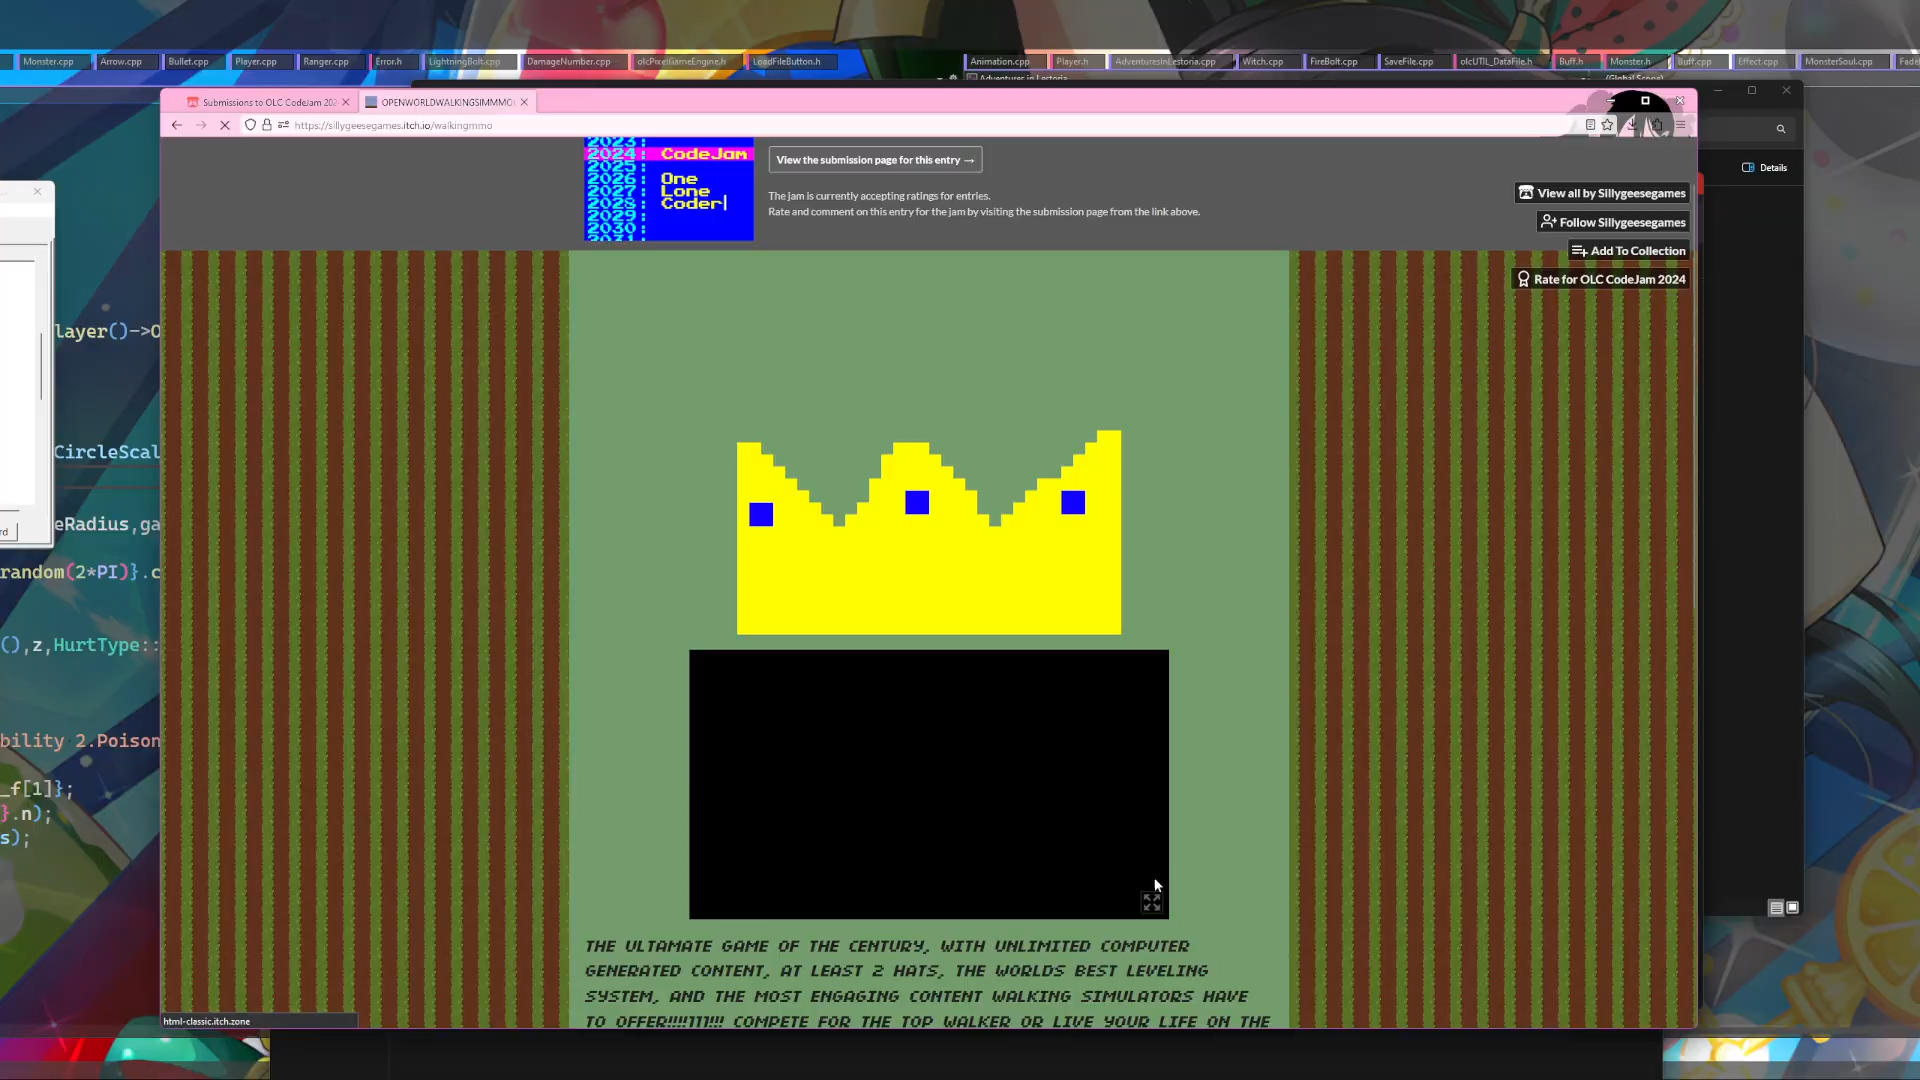 Monster.cpp Arrow.cpp Bullet.cpp Player.cpp Ranger.cpp Error.h LightningBolt.cpp DamageNumber.cpp olcPixelGameEngine.h LoadFileButton.h Animation.cpp Player.h AdventuresInLestoria.cpp Witch.cpp FireBolt.cpp SaveFile.cpp olcUTIL_DataFile.h Buff.h Monster.h Buff.cpp Effect.cpp MonsterSoul.cpp
Adventures in Lestoria (Global Scope)
Submissions to OLC CodeJam 202 OPENWORLDWALKINGSIMMMO
https://sillygeesegames.itch.io/walkingmmo
2023:
2024: CodeJam
2025:
2026: One
2027: Lone
2028: Coder|
2029:
2030:
2031:
View the submission page for this entry →
The jam is currently accepting ratings for entries.
Rate and comment on this entry for the jam by visiting the submission page from the link above.
Details
View all by Sillygeesegames
Follow Sillygeesegames
Add To Collection
Rate for OLC CodeJam 2024
layer()->O
CircleScal
eRadius,ga
rd
random(2*PI)}.c
(),z,HurtType::
bility 2.Poison
_f[1]};
}.n);
s);
THE ULTAMATE GAME OF THE CENTURY, WITH UNLIMITED COMPUTER
GENERATED CONTENT, AT LEAST 2 HATS, THE WORLDS BEST LEVELING
SYSTEM, AND THE MOST ENGAGING CONTENT WALKING SIMULATORS HAVE
TO OFFER!!!!111!!! COMPETE FOR THE TOP WALKER OR LIVE YOUR LIFE ON THE
html-classic.itch.zone